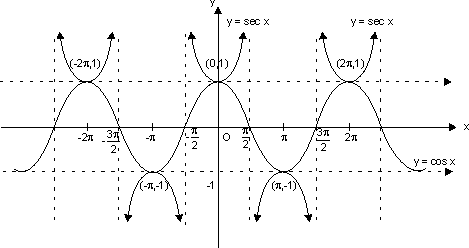 y
y = sec x
y = sec x
(-2π,1)
(0,1)
(2π,1)
x
-2π
-3π/2
-π
-π/2
O
π/2
π
3π/2
2π
y = cos x
(-π,-1)
-1
(π,-1)